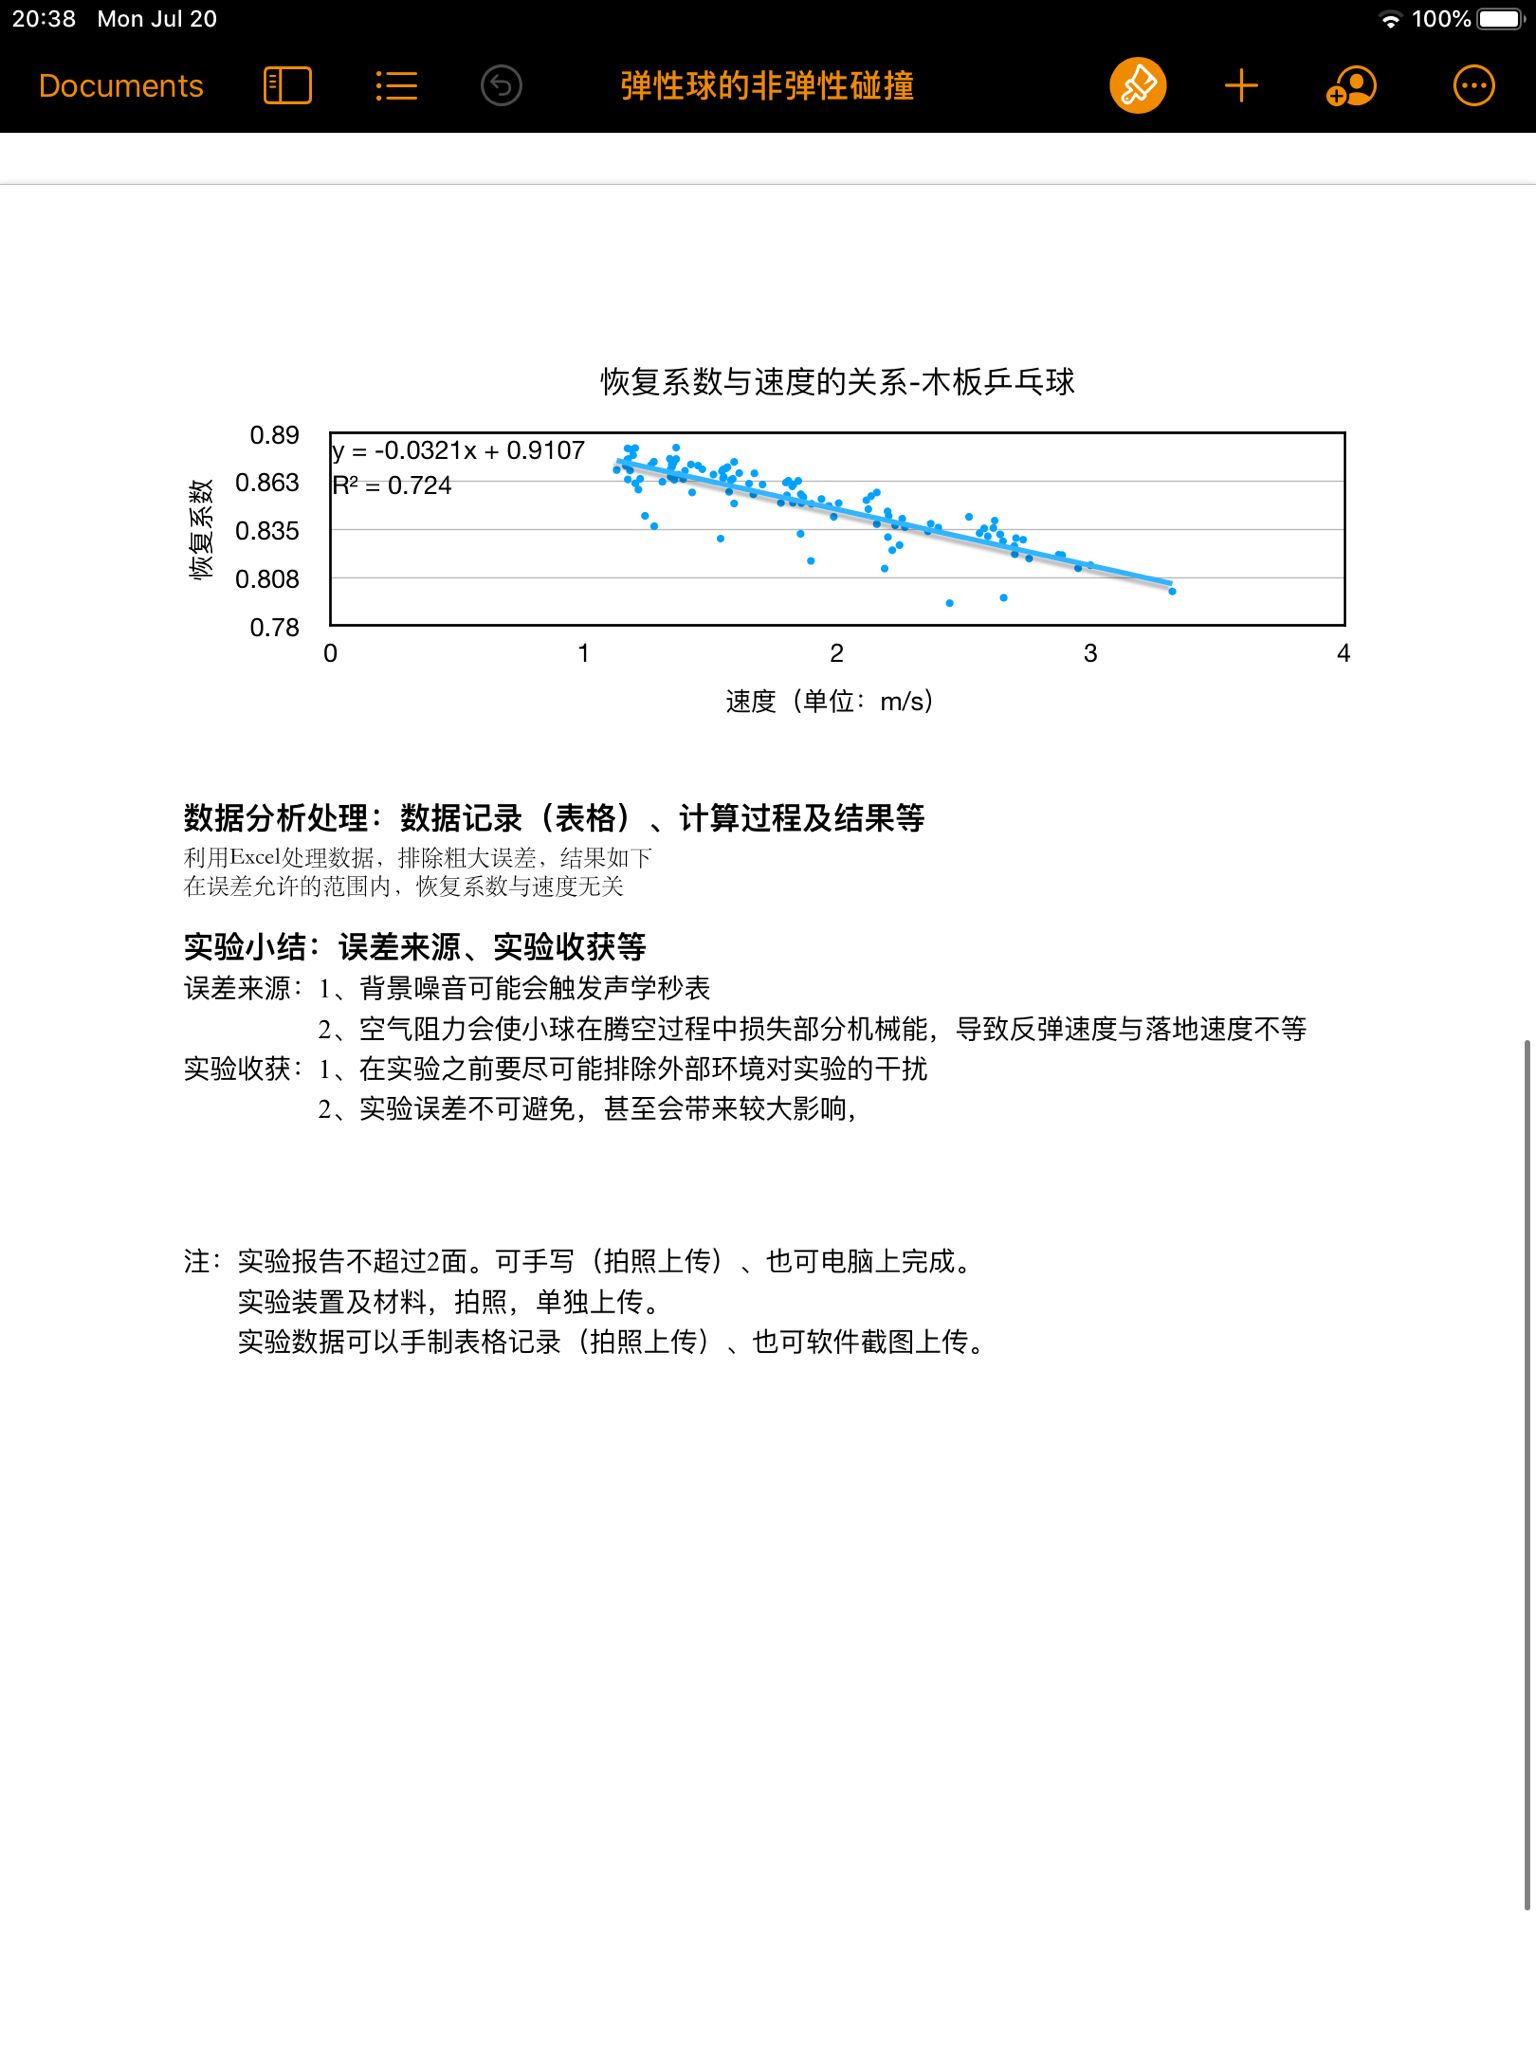 20:38 Mon Jul 20
100%
Documents
弹性球的非弹性碰撞
恢复系数与速度的关系-木板乒乓球
y = -0.0321x + 0.9107
R² = 0.724
恢复系数
0.89
0.863
0.835
0.808
0.78
0 1 2 3 4
速度（单位：m/s）
数据分析处理：数据记录（表格）、计算过程及结果等
利用Excel处理数据，排除粗大误差，结果如下
在误差允许的范围内，恢复系数与速度无关
实验小结：误差来源、实验收获等
误差来源：1、背景噪音可能会触发声学秒表
2、空气阻力会使小球在腾空过程中损失部分机械能，导致反弹速度与落地速度不等
实验收获：1、在实验之前要尽可能排除外部环境对实验的干扰
2、实验误差不可避免，甚至会带来较大影响，
注：实验报告不超过2面。可手写（拍照上传）、也可电脑上完成。
实验装置及材料，拍照，单独上传。
实验数据可以手制表格记录（拍照上传）、也可软件截图上传。